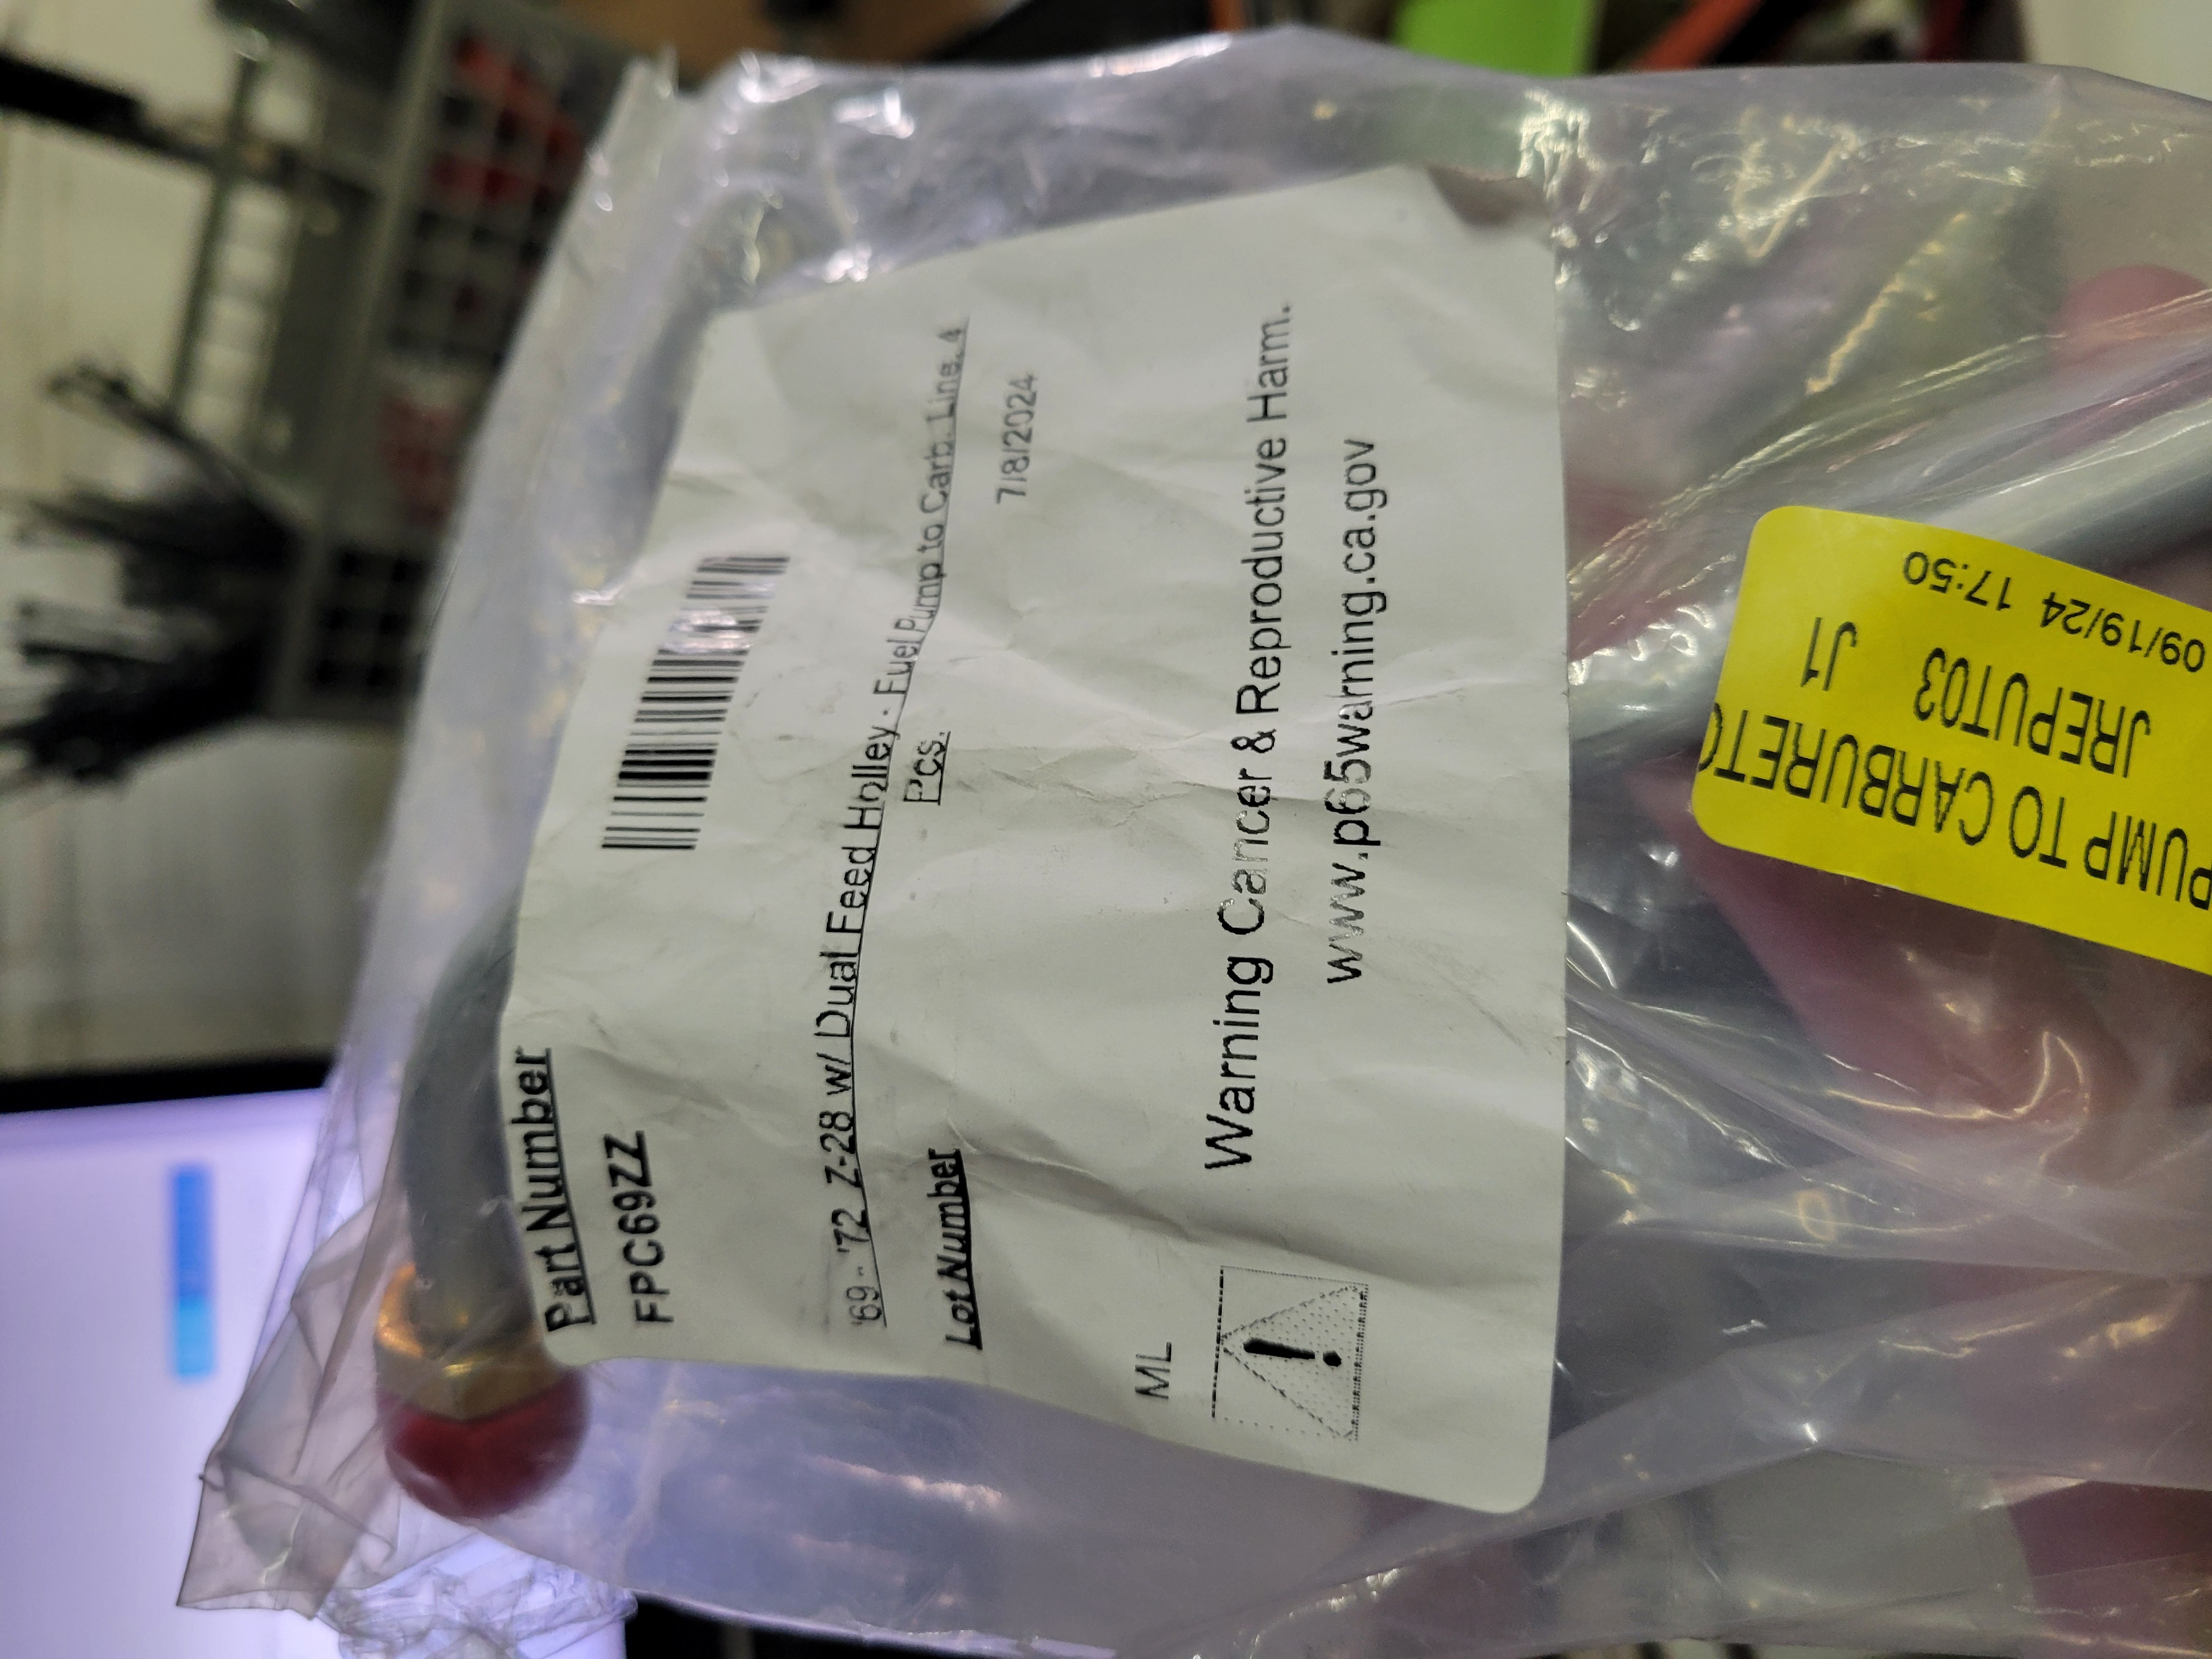 Part Number
FPC69ZZ
'69 - '72 Z-28 w/ Dual Feed Holley - Fuel Pump to Carb. Line, 4
Pcs.
Lot Number
7/8/2024
ML
Warning Cancer & Reproductive Harm.
www.p65warning.ca.gov
PUMP TO CARBURETO
JREPUT03 J1
09/19/24 17:50